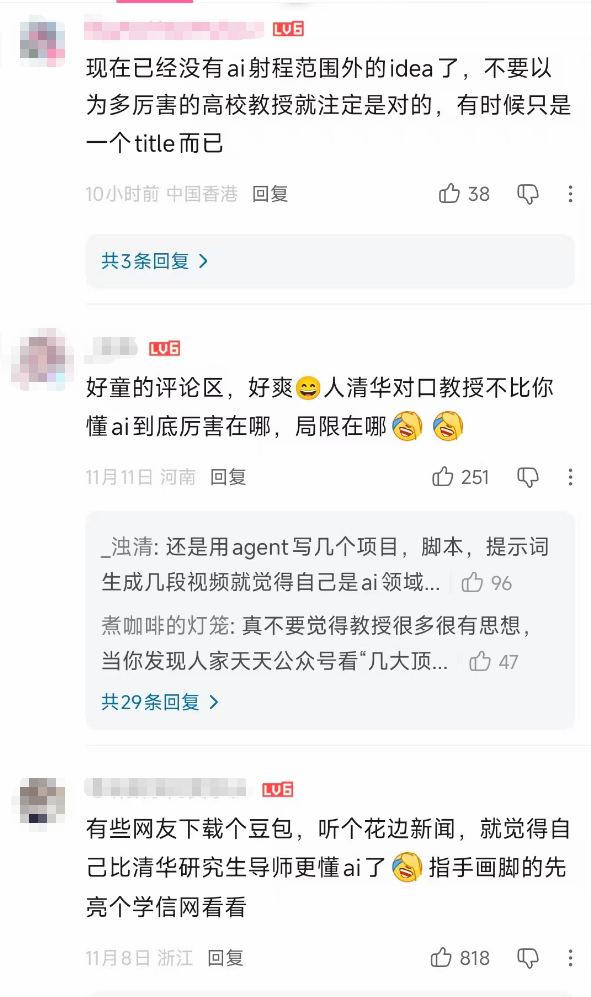 LV6
现在已经没有ai射程范围外的idea了，不要以
为多厉害的高校教授就注定是对的，有时候只是
一个title而已
10小时前 中国香港 回复 38
共3条回复 >
LV6
好童的评论区，好爽😄人清华对口教授不比你
懂ai到底厉害在哪，局限在哪
11月11日 河南 回复 251
_浊清: 还是用agent写几个项目，脚本，提示词
生成几段视频就觉得自己是ai领域... 96
煮咖啡的灯笼: 真不要觉得教授很多很有思想，
当你发现人家天天公众号看“几大顶... 47
共29条回复 >
LV6
有些网友下载个豆包，听个花边新闻，就觉得自
己比清华研究生导师更懂ai了 指手画脚的先
亮个学信网看看
11月8日 浙江 回复 818